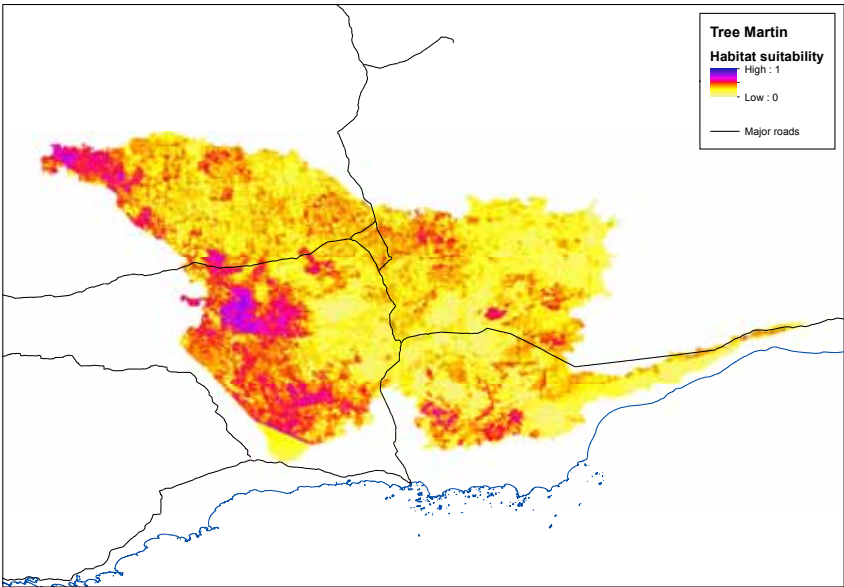 Tree Martin
Habitat suitability
High : 1
Low : 0
Major roads